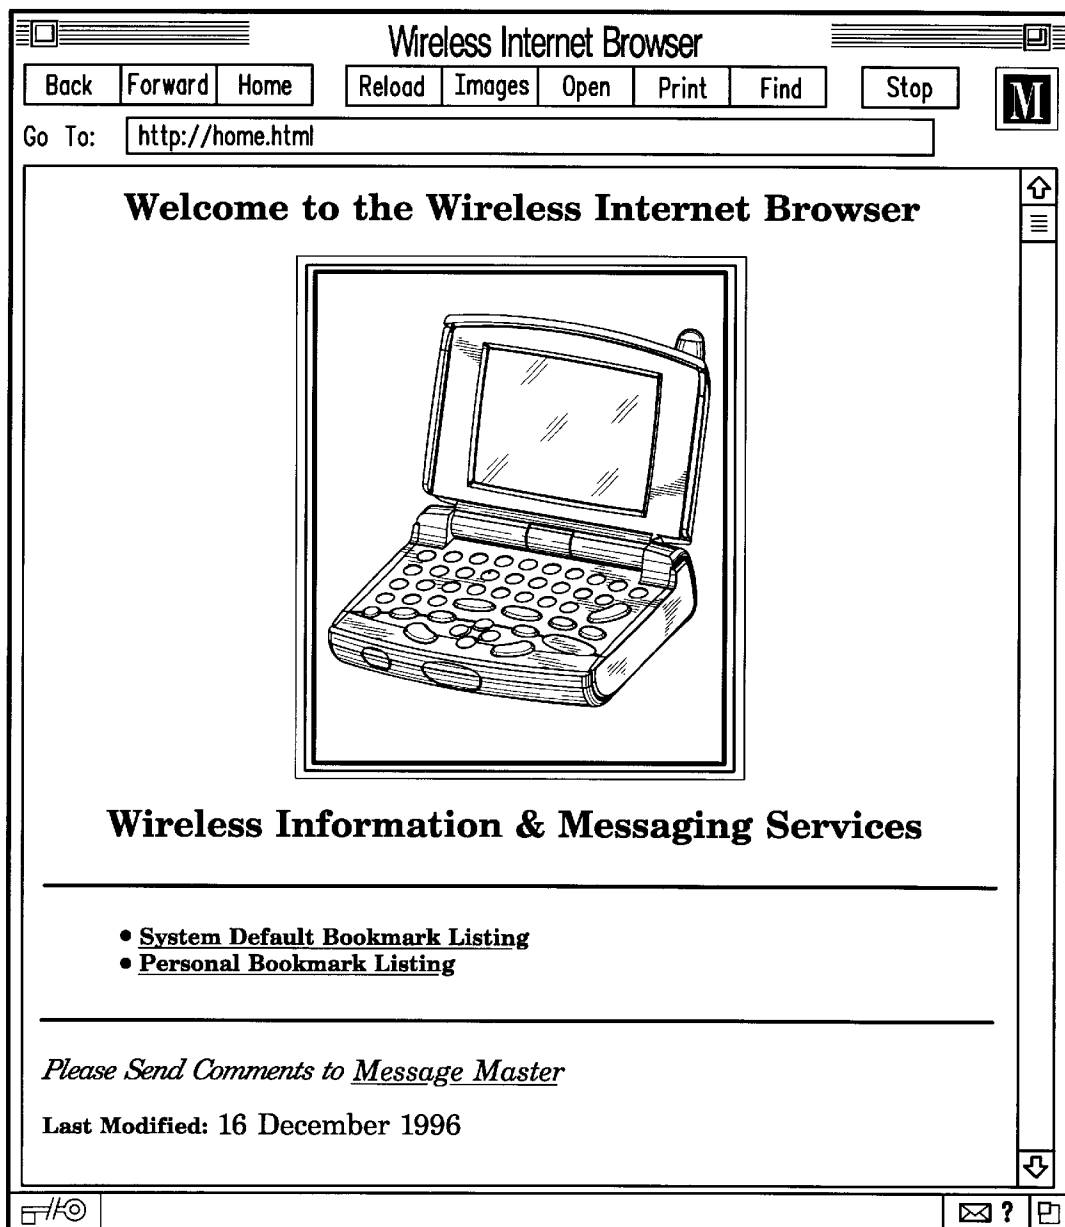 Wireless Internet Browser
Back Forward Home Reload Images Open Print Find Stop M
Go To: http://home.html
Welcome to the Wireless Internet Browser
Wireless Information & Messaging Services
• System Default Bookmark Listing
• Personal Bookmark Listing
Please Send Comments to Message Master
Last Modified: 16 December 1996
?